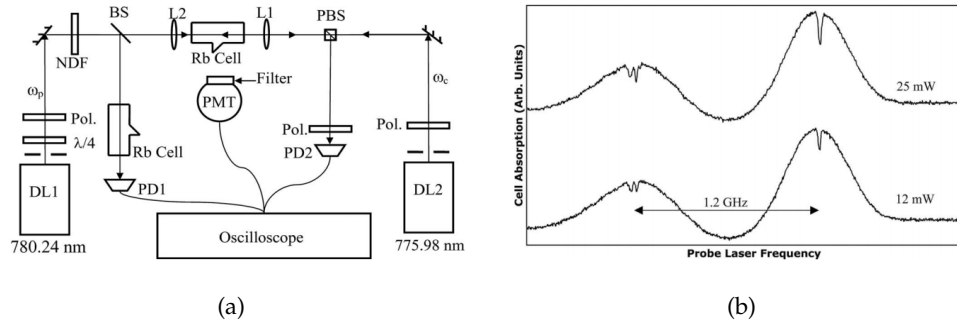 BS
L2
L1
PBS
NDF
Rb Cell
Filter
ωp
ωc
PMT
Pol.
λ/4
Rb Cell
Pol.
Pol.
PD2
DL1
PD1
DL2
Oscilloscope
780.24 nm
775.98 nm
(a)
Cell Absorption (Arb. Units)
25 mW
1.2 GHz
12 mW
Probe Laser Frequency
(b)